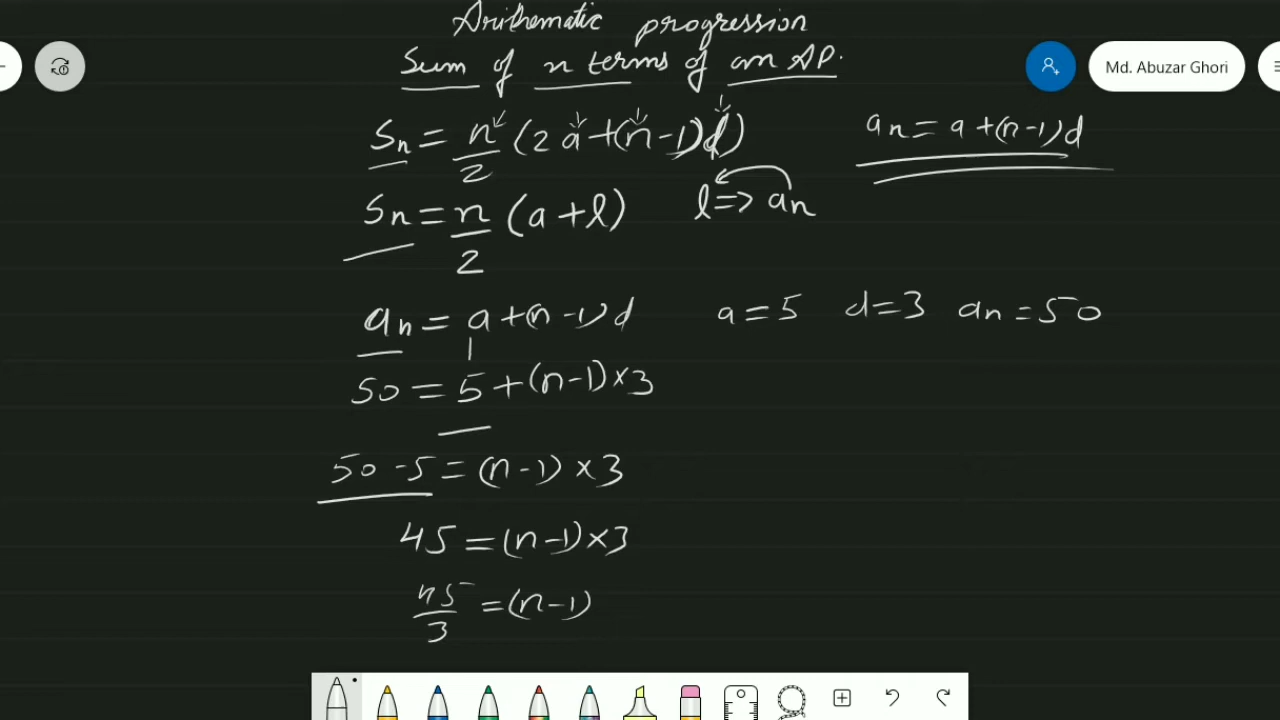 Arithematic progression
Sum of n terms of an AP.
Md. Abuzar Ghori
Sn = n/2 (2a+(n-1)d)
an = a+(n-1)d
Sn = n/2 (a+l)
l => an
an = a+(n-1)d
a=5 d=3 an=50
50 = 5+(n-1)×3
50-5=(n-1)×3
45=(n-1)×3
45/3=(n-1)